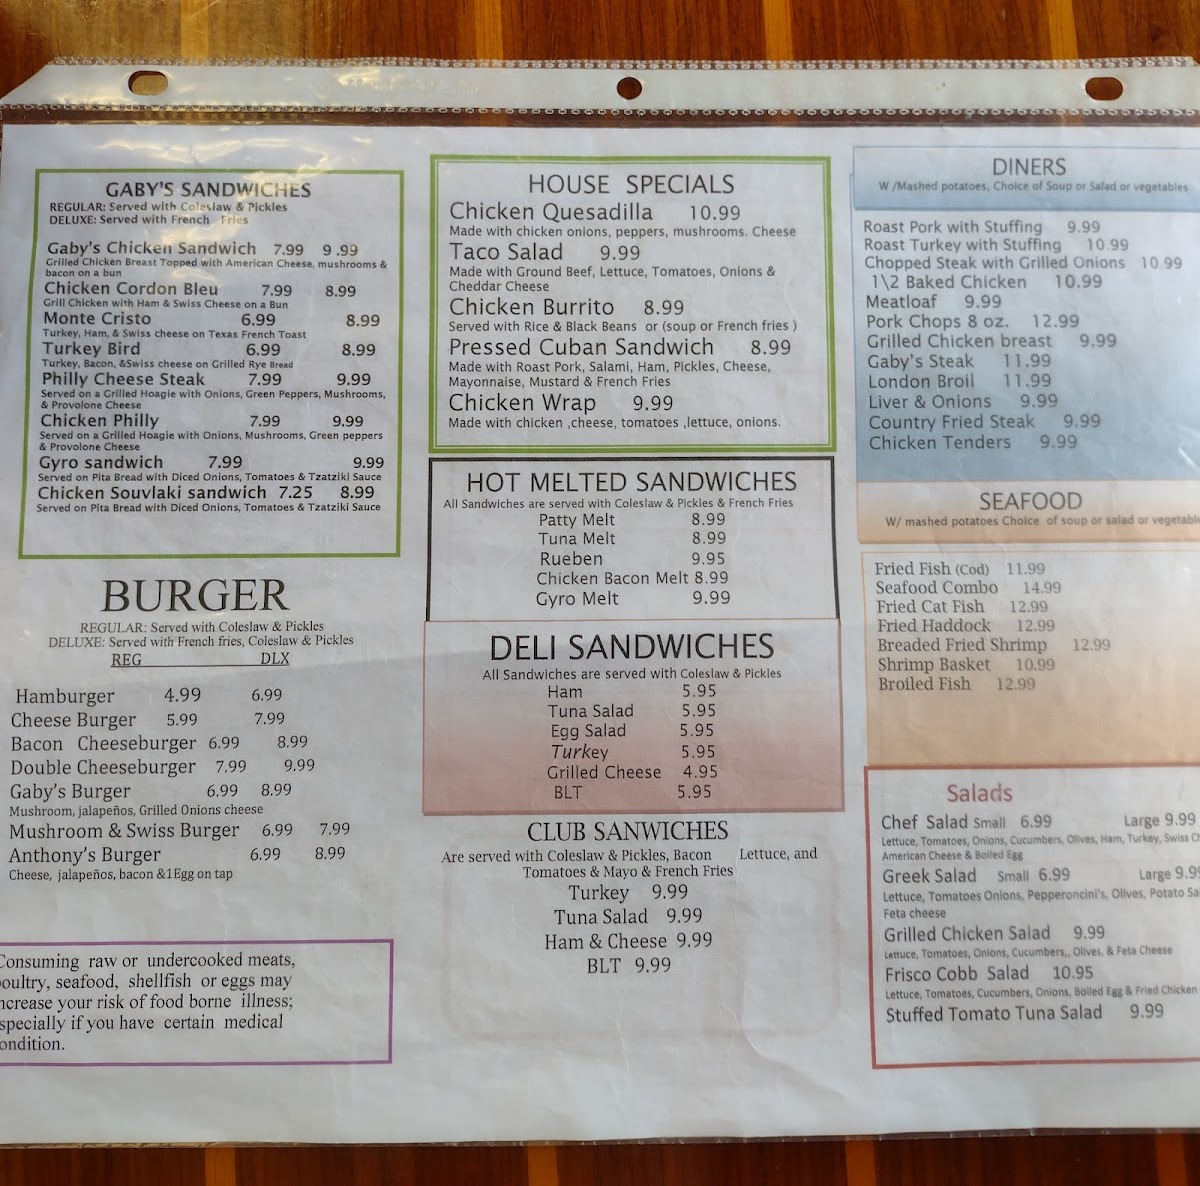 GABY'S SANDWICHES
REGULAR: Served with Coleslaw & Pickles
DELUXE: Served with French Fries
Gaby's Chicken Sandwich 7.99 9 .99
Grilled Chicken Breast Topped with American Cheese, mushrooms &
bacon on a bun
Chicken Cordon Bleu 7.99 8.99
Grill Chicken with Ham & Swiss Cheese on a Bun
Monte Cristo 6.99 8.99
Turkey, Ham, & Swiss cheese on Texas French Toast
Turkey Bird 6.99 8.99
Turkey, Bacon, &Swiss cheese on Grilled Rye Bread
Philly Cheese Steak 7.99 9.99
Served on a Grilled Hoagie with Onions, Green Peppers, Mushrooms,
& Provolone Cheese
Chicken Philly 7.99 9.99
Served on a Grilled Hoagie with Onions, Mushrooms, Green peppers
& Provolone Cheese
Gyro sandwich 7.99 9.99
Served on Pita Bread with Diced Onions, Tomatoes & Tzatziki Sauce
Chicken Souvlaki sandwich 7.25 8.99
Served on Pita Bread with Diced Onions, Tomatoes & Tzatziki Sauce
BURGER
REGULAR: Served with Coleslaw & Pickles
DELUXE: Served with French fries, Coleslaw & Pickles
REG DLX
Hamburger 4.99 6.99
Cheese Burger 5.99 7.99
Bacon Cheeseburger 6.99 8.99
Double Cheeseburger 7.99 9.99
Gaby's Burger 6.99 8.99
Mushroom, jalapeños, Grilled Onions cheese
Mushroom & Swiss Burger 6.99 7.99
Anthony's Burger 6.99 8.99
Cheese, jalapeños, bacon &1Egg on tap
Consuming raw or undercooked meats,
poultry, seafood, shellfish or eggs may
ncrease your risk of food borne illness;
specially if you have certain medical
ondition.
HOUSE SPECIALS
Chicken Quesadilla 10.99
Made with chicken onions, peppers, mushrooms. Cheese
Taco Salad 9.99
Made with Ground Beef, Lettuce, Tomatoes, Onions &
Cheddar Cheese
Chicken Burrito 8.99
Served with Rice & Black Beans or (soup or French fries )
Pressed Cuban Sandwich 8.99
Made with Roast Pork, Salami, Ham, Pickles, Cheese,
Mayonnaise, Mustard & French Fries
Chicken Wrap 9.99
Made with chicken ,cheese, tomatoes ,lettuce, onions.
HOT MELTED SANDWICHES
All Sandwiches are served with Coleslaw & Pickles & French Fries
Patty Melt 8.99
Tuna Melt 8.99
Rueben 9.95
Chicken Bacon Melt 8.99
Gyro Melt 9.99
DELI SANDWICHES
All Sandwiches are served with Coleslaw & Pickles
Ham 5.95
Tuna Salad 5.95
Egg Salad 5.95
Turkey 5.95
Grilled Cheese 4.95
BLT 5.95
CLUB SANWICHES
Are served with Coleslaw & Pickles, Bacon Lettuce, and
Tomatoes & Mayo & French Fries
Turkey 9.99
Tuna Salad 9.99
Ham & Cheese 9.99
BLT 9.99
DINERS
W /Mashed potatoes, Choice of Soup or Salad or vegetables
Roast Pork with Stuffing 9.99
Roast Turkey with Stuffing 10.99
Chopped Steak with Grilled Onions 10.99
1\2 Baked Chicken 10.99
Meatloaf 9.99
Pork Chops 8 oz. 12.99
Grilled Chicken breast 9.99
Gaby's Steak 11.99
London Broil 11.99
Liver & Onions 9.99
Country Fried Steak 9.99
Chicken Tenders 9.99
SEAFOOD
W/ mashed potatoes Choice of soup or salad or vegetable
Fried Fish (Cod) 11.99
Seafood Combo 14.99
Fried Cat Fish 12.99
Fried Haddock 12.99
Breaded Fried Shrimp 12.99
Shrimp Basket 10.99
Broiled Fish 12.99
Salads
Chef Salad Small 6.99 Large 9.99
Lettuce, Tomatoes, Onions, Cucumbers, Olives, Ham, Turkey, Swiss Ch
American Cheese & Boiled Egg
Greek Salad Small 6.99 Large 9.99
Lettuce, Tomatoes Onions, Pepperoncini's, Olives, Potato Sa
Feta cheese
Grilled Chicken Salad 9.99
Lettuce, Tomatoes, Onions, Cucumbers,, Olives, & Feta Cheese
Frisco Cobb Salad 10.95
Lettuce, Tomatoes, Cucumbers, Onions, Boiled Egg & Fried Chicken
Stuffed Tomato Tuna Salad 9.99